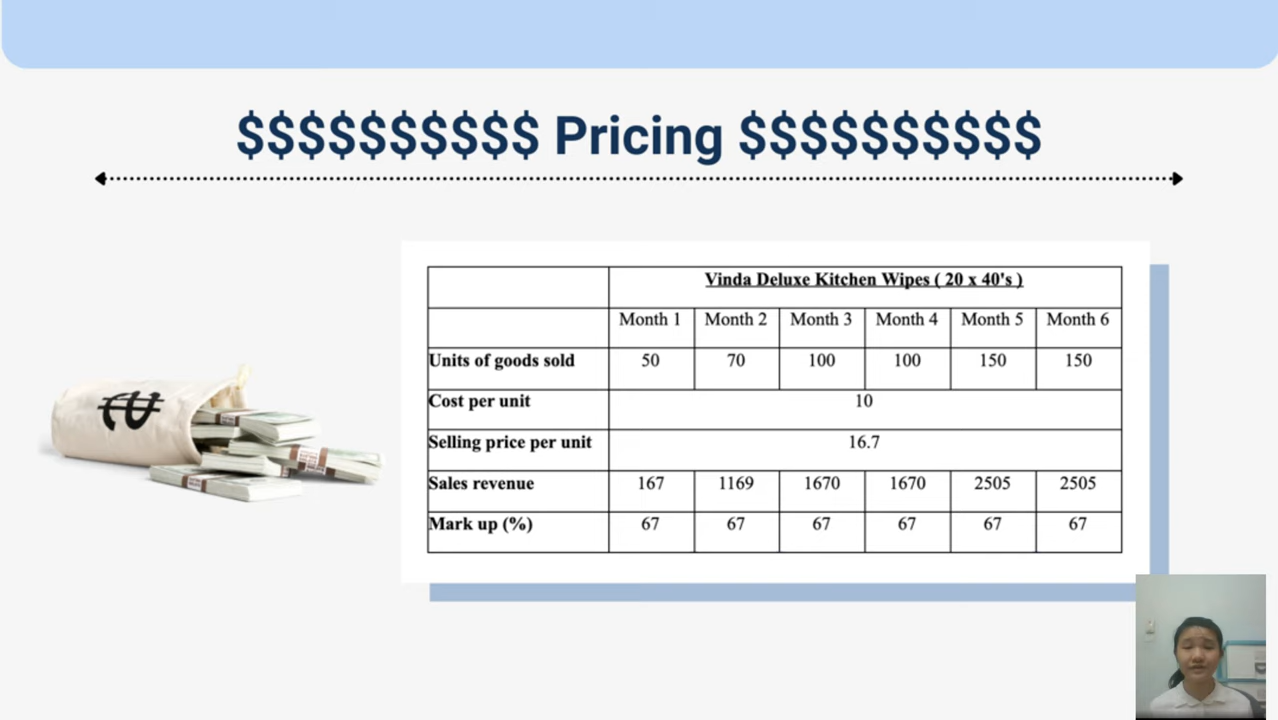 $$$$$$$$$$ Pricing $$$$$$$$$$
Vinda Deluxe Kitchen Wipes ( 20 x 40's )
Month 1 Month 2 Month 3 Month 4 Month 5 Month 6
Units of goods sold 50 70 100 100 150 150
Cost per unit 10
Selling price per unit 16.7
Sales revenue 167 1169 1670 1670 2505 2505
Mark up (%) 67 67 67 67 67 67